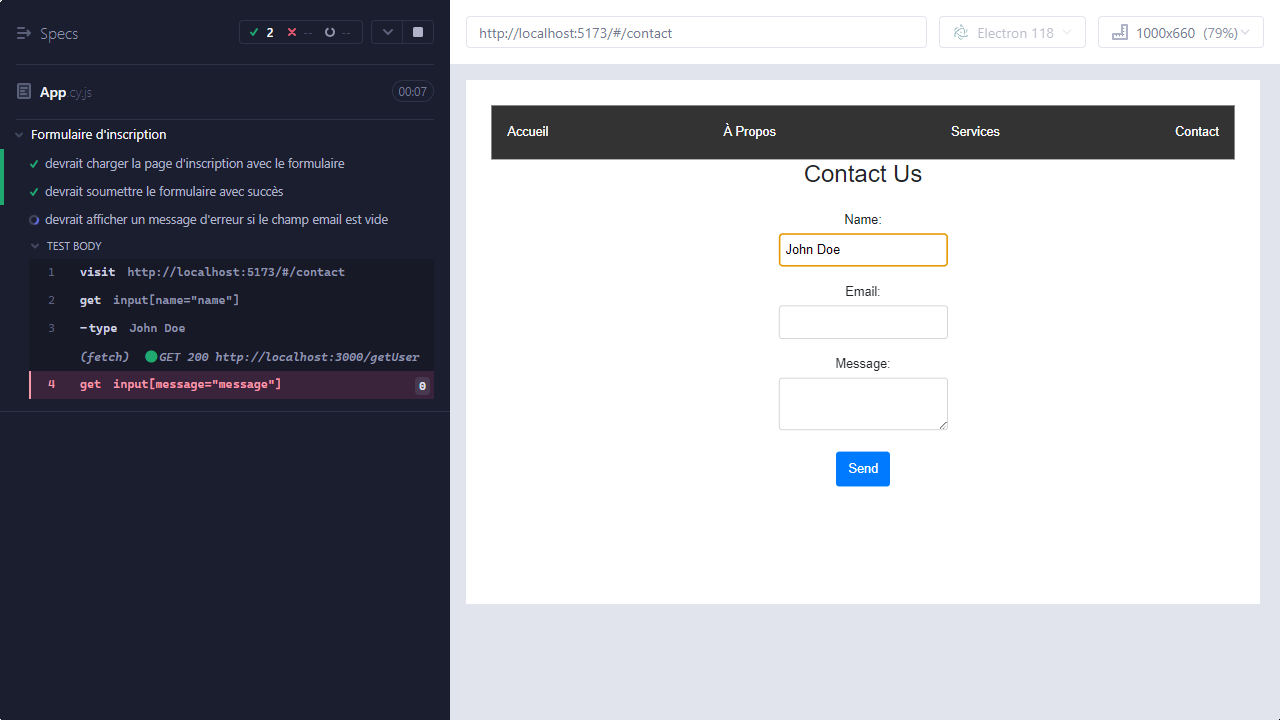 Specs
2
--
--
App.cy.js
00:07
Formulaire d'inscription
devrait charger la page d'inscription avec le formulaire
devrait soumettre le formulaire avec succès
devrait afficher un message d'erreur si le champ email est vide
TEST BODY
1 visit http://localhost:5173/#/contact
2 get input[name="name"]
3 -type John Doe
(fetch) GET 200 http://localhost:3000/getUser
4 get input[message="message"] 0
http://localhost:5173/#/contact
Electron 118
1000x660 (79%)
Accueil À Propos Services Contact
Contact Us
Name:
John Doe
Email:
Message:
Send